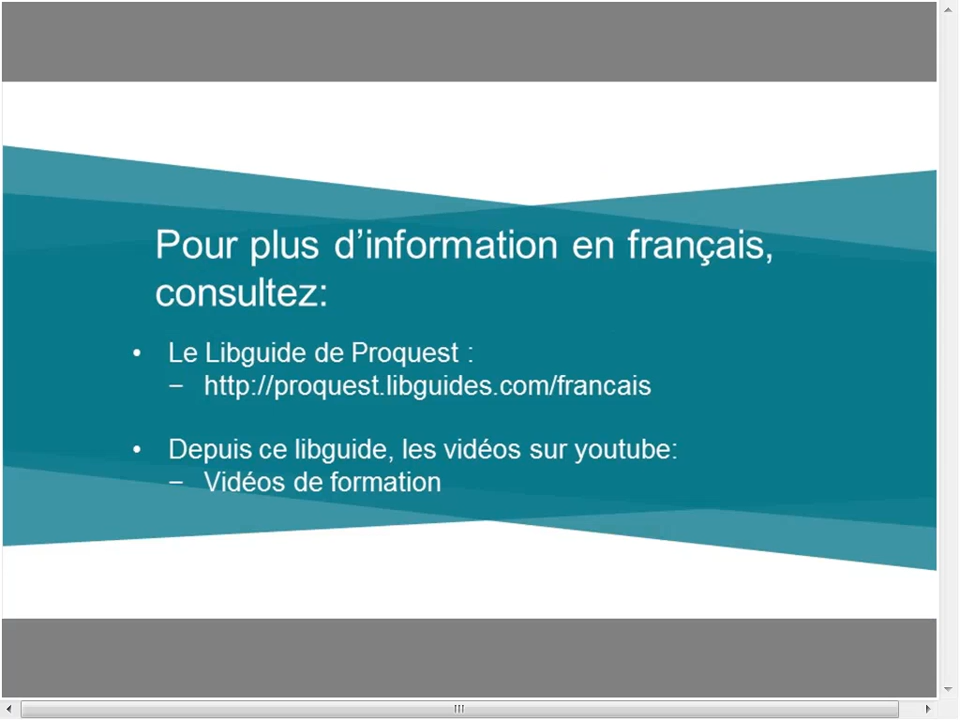 Pour plus d’information en français,
consultez:
• Le Libguide de Proquest :
– http://proquest.libguides.com/francais
• Depuis ce libguide, les vidéos sur youtube:
– Vidéos de formation